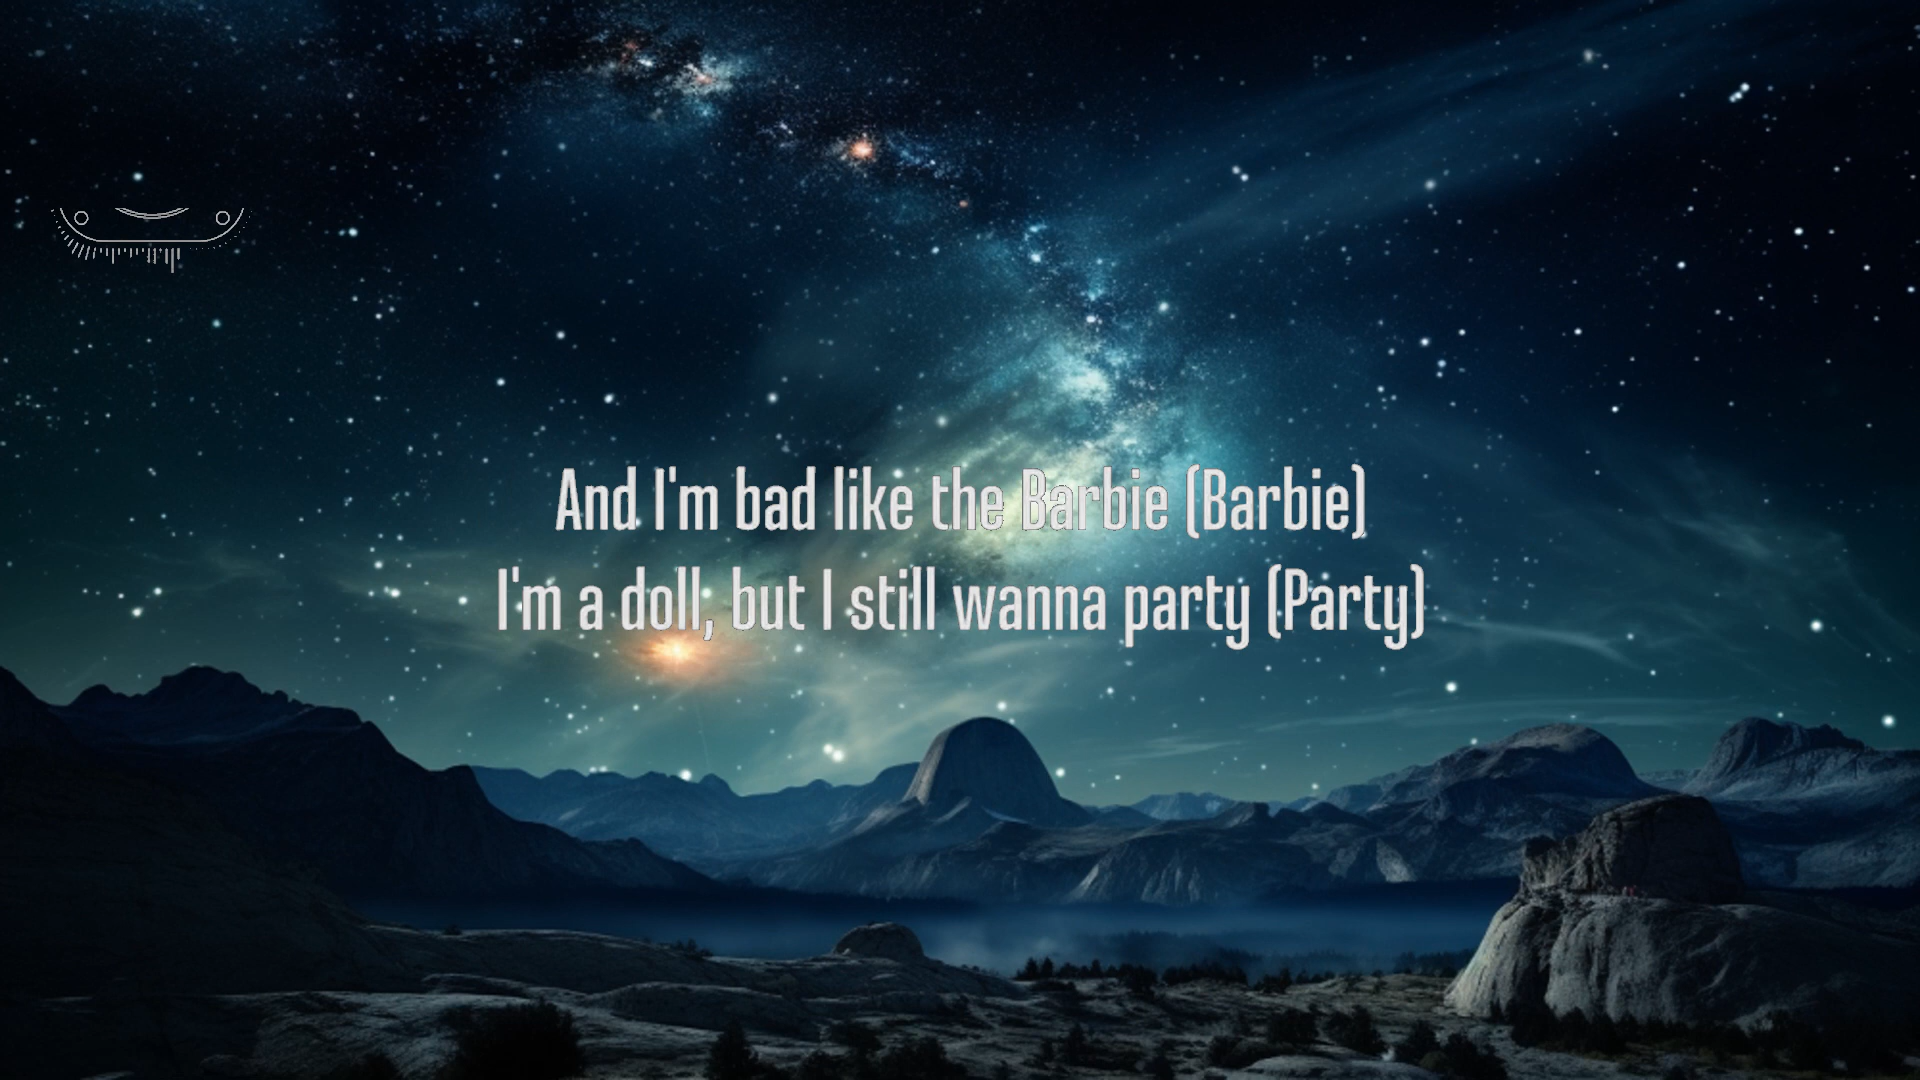 And I'm bad like the Barbie (Barbie)
I'm a doll, but I still wanna party (Party)